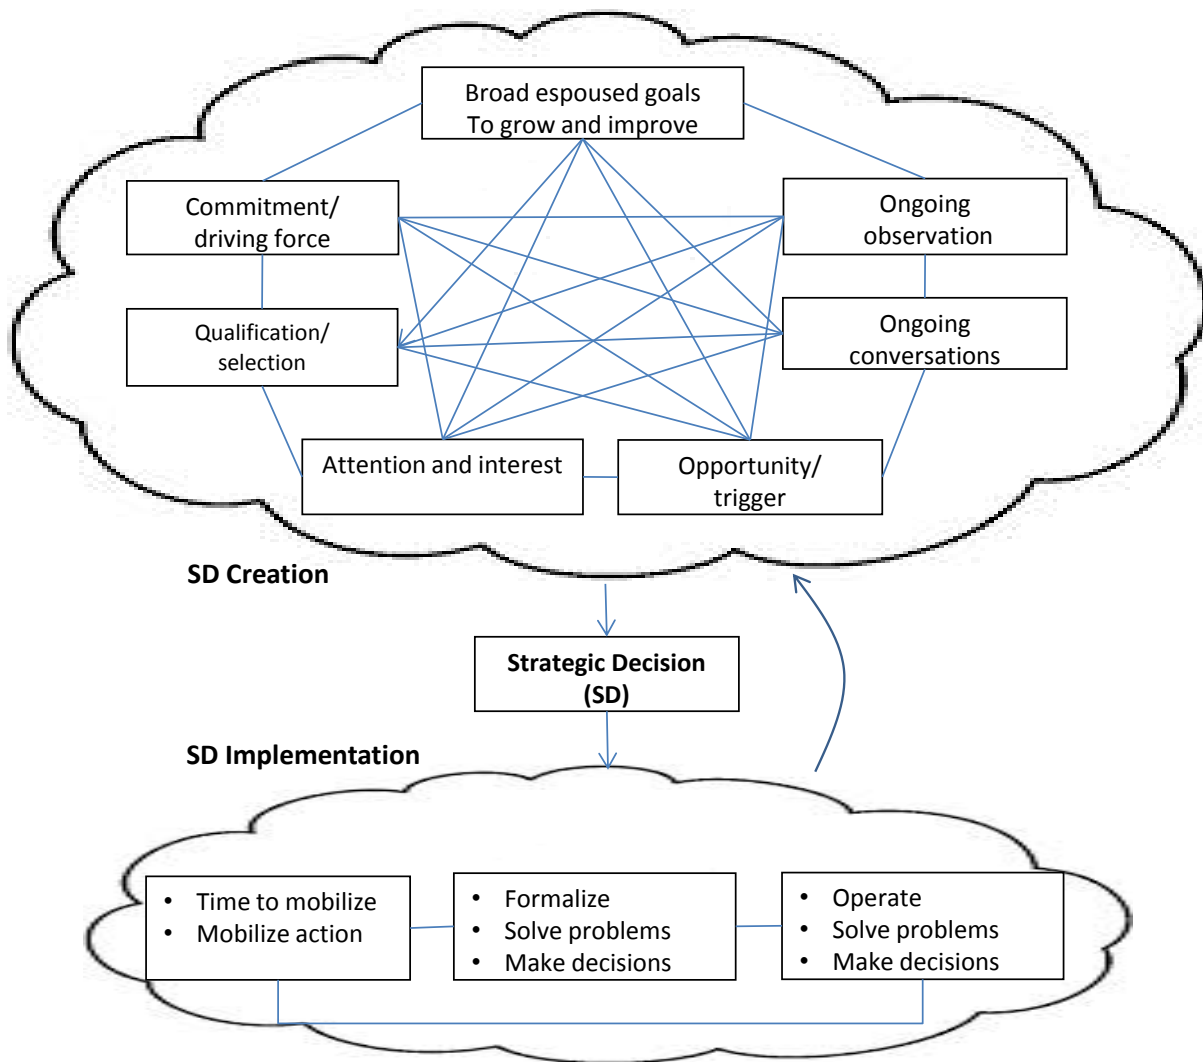 Broad espoused goals
To grow and improve
Commitment/
driving force
Ongoing
observation
Qualification/
selection
Ongoing
conversations
Attention and interest
Opportunity/
trigger
SD Creation
Strategic Decision
(SD)
SD Implementation
• Time to mobilize
• Mobilize action
• Formalize
• Solve problems
• Make decisions
• Operate
• Solve problems
• Make decisions